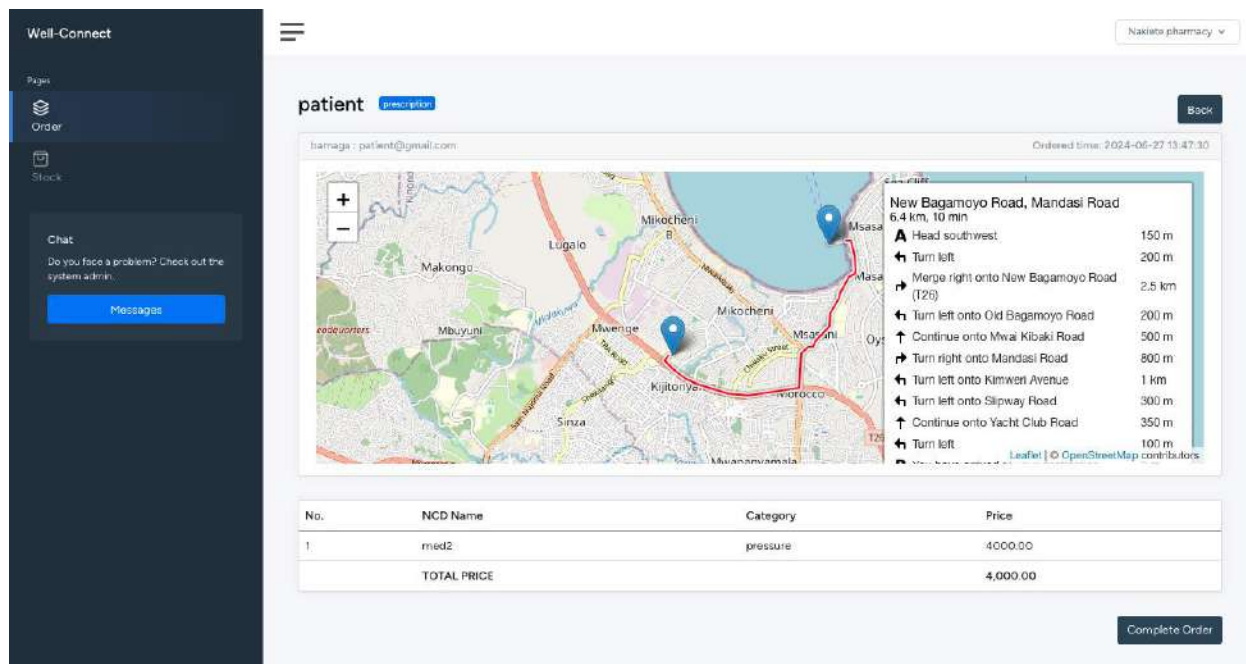 Well-Connect
Naxiete pharmacy
Pages
Order
Stock
Chat
Do you face a problem? Check out the
system admin.
Messages
patient prescription
Back
barnaga : patient@gmail.com
Ordered time: 2024-06-27 13:47:30
+
−
Mikocheni
B
Lugalo
Msasa
Makongo
Masa
Mikocheni
Mbuyuni
Mwenge
Msasani
Kijitonya
Morocco
Sinza
Mwananyamala
New Bagamoyo Road, Mandasi Road
6.4 km, 10 min
A Head southwest 150 m
Turn left 200 m
Merge right onto New Bagamoyo Road
(T26) 2.5 km
Turn left onto Old Bagamoyo Road 200 m
Continue onto Mwai Kibaki Road 500 m
Turn right onto Mandasi Road 800 m
Turn left onto Kimweri Avenue 1 km
Turn left onto Slipway Road 300 m
Continue onto Yacht Club Road 350 m
Turn left 100 m
Leaflet | © OpenStreetMap contributors
No. NCD Name Category Price
1 med2 pressure 4000.00
TOTAL PRICE 4,000.00
Complete Order